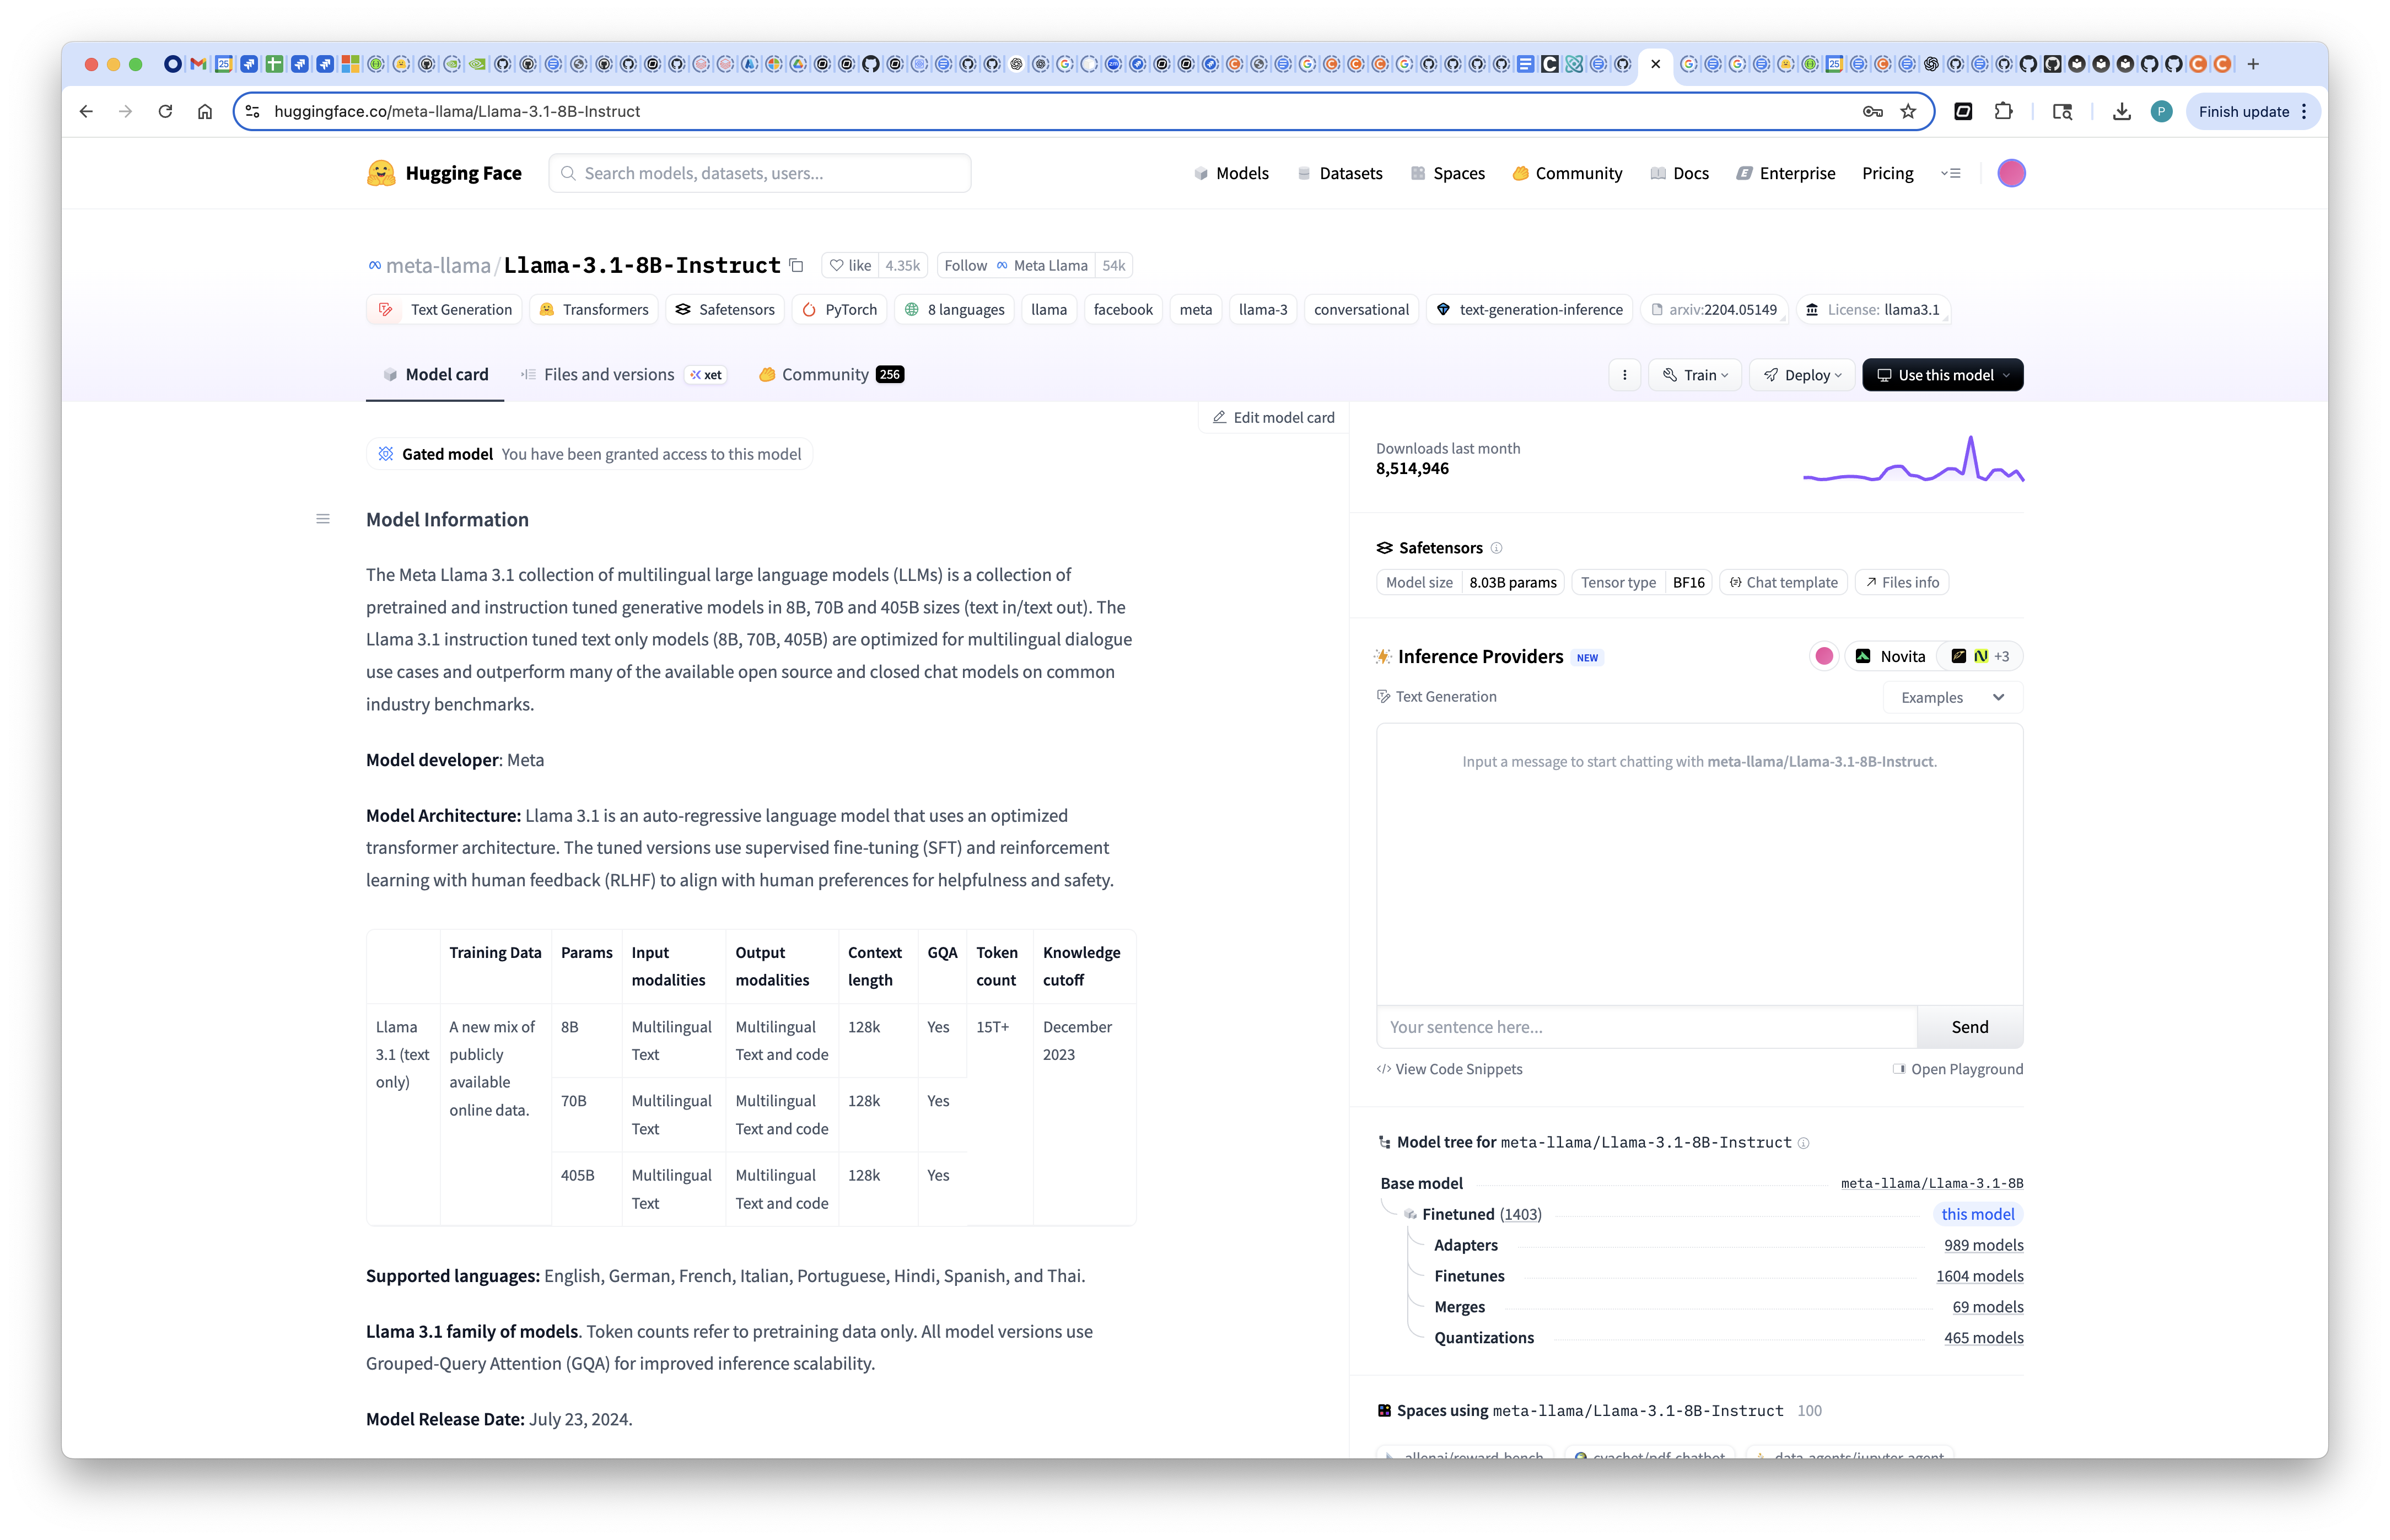 huggingface.co/meta-llama/Llama-3.1-8B-Instruct
P
Finish update
Hugging Face
Search models, datasets, users...
Models
Datasets
Spaces
Community
Docs
Enterprise
Pricing
meta-llama/Llama-3.1-8B-Instruct
like 4.35k
Follow Meta Llama 54k
Text Generation
Transformers
Safetensors
PyTorch
8 languages
llama
facebook
meta
llama-3
conversational
text-generation-inference
arxiv:2204.05149
License: llama3.1
Model card
Files and versions xet
Community 256
Train
Deploy
Use this model
Edit model card
Gated model You have been granted access to this model
Model Information
The Meta Llama 3.1 collection of multilingual large language models (LLMs) is a collection of
pretrained and instruction tuned generative models in 8B, 70B and 405B sizes (text in/text out). The
Llama 3.1 instruction tuned text only models (8B, 70B, 405B) are optimized for multilingual dialogue
use cases and outperform many of the available open source and closed chat models on common
industry benchmarks.
Model developer: Meta
Model Architecture: Llama 3.1 is an auto-regressive language model that uses an optimized
transformer architecture. The tuned versions use supervised fine-tuning (SFT) and reinforcement
learning with human feedback (RLHF) to align with human preferences for helpfulness and safety.
Training Data
Params
Input
modalities
Output
modalities
Context
length
GQA
Token
count
Knowledge
cutoff
Llama
3.1 (text
only)
A new mix of
publicly
available
online data.
8B
Multilingual
Text
Multilingual
Text and code
128k
Yes
15T+
December
2023
70B
Multilingual
Text
Multilingual
Text and code
128k
Yes
405B
Multilingual
Text
Multilingual
Text and code
128k
Yes
Supported languages: English, German, French, Italian, Portuguese, Hindi, Spanish, and Thai.
Llama 3.1 family of models. Token counts refer to pretraining data only. All model versions use
Grouped-Query Attention (GQA) for improved inference scalability.
Model Release Date: July 23, 2024.
Downloads last month
8,514,946
Safetensors
Model size 8.03B params
Tensor type BF16
Chat template
Files info
Inference Providers NEW
Novita
+3
Text Generation
Examples
Input a message to start chatting with meta-llama/Llama-3.1-8B-Instruct.
Your sentence here...
Send
View Code Snippets
Open Playground
Model tree for meta-llama/Llama-3.1-8B-Instruct
Base model meta-llama/Llama-3.1-8B
Finetuned (1403) this model
Adapters 989 models
Finetunes 1604 models
Merges 69 models
Quantizations 465 models
Spaces using meta-llama/Llama-3.1-8B-Instruct 100
allenai/reward-bench
cvachet/pdf-chatbot
data-agents/jupyter-agent